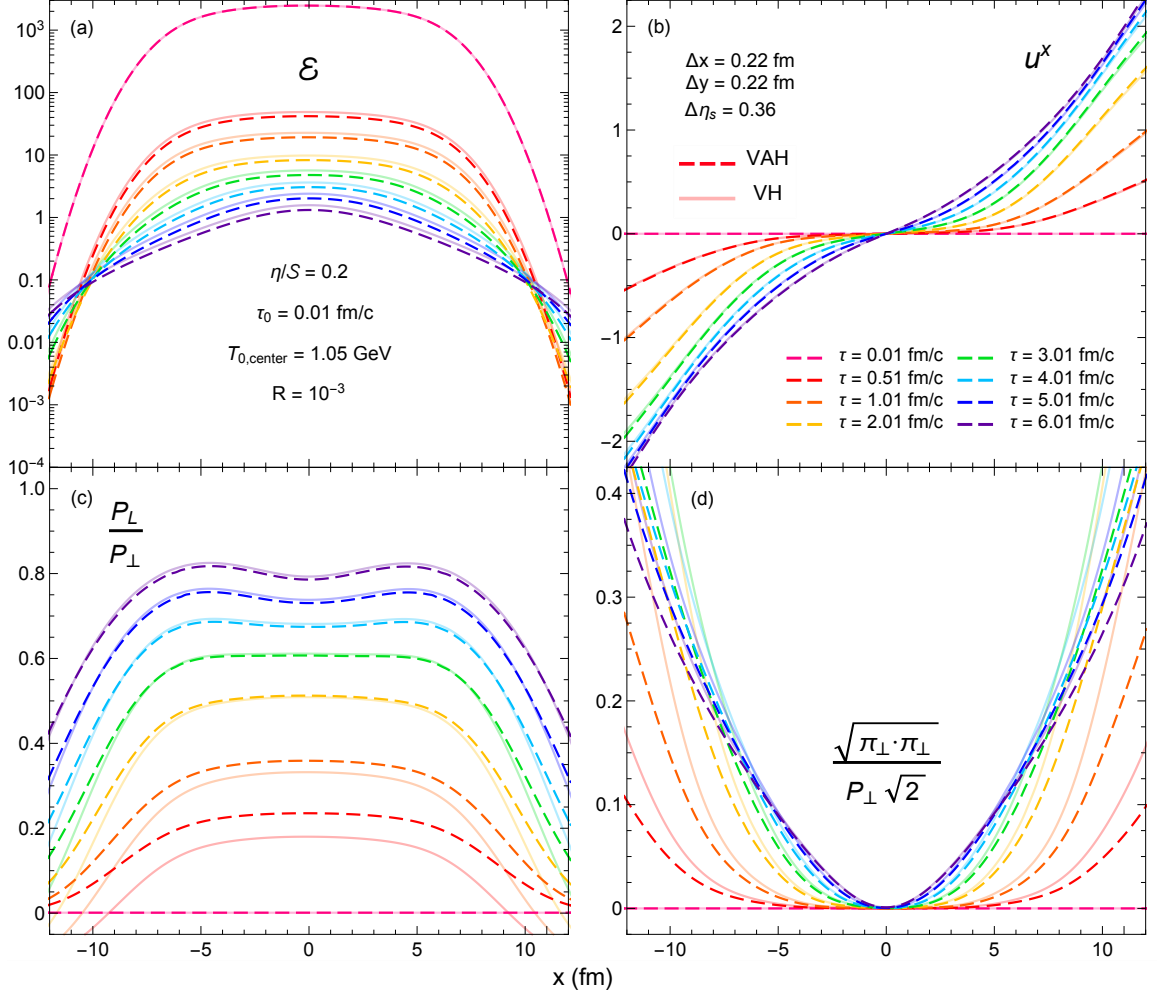 (a)
ℰ
10³
100
10
1
0.1
0.01
10⁻³
10⁻⁴
η/𝒮 = 0.2
τ₀ = 0.01 fm/c
T₀,center = 1.05 GeV
R = 10⁻³
(b)
uˣ
Δx = 0.22 fm
Δy = 0.22 fm
Δηₛ = 0.36
VAH
VH
2
1
0
−1
−2
τ = 0.01 fm/c τ = 3.01 fm/c
τ = 0.51 fm/c τ = 4.01 fm/c
τ = 1.01 fm/c τ = 5.01 fm/c
τ = 2.01 fm/c τ = 6.01 fm/c
(c)
P_L
P_⊥
1.0
0.8
0.6
0.4
0.2
0
−10 −5 0 5 10
(d)
0.4
0.3
0.2
0.1
0
√π_⊥·π_⊥
P_⊥ √2
−10 −5 0 5 10
x (fm)